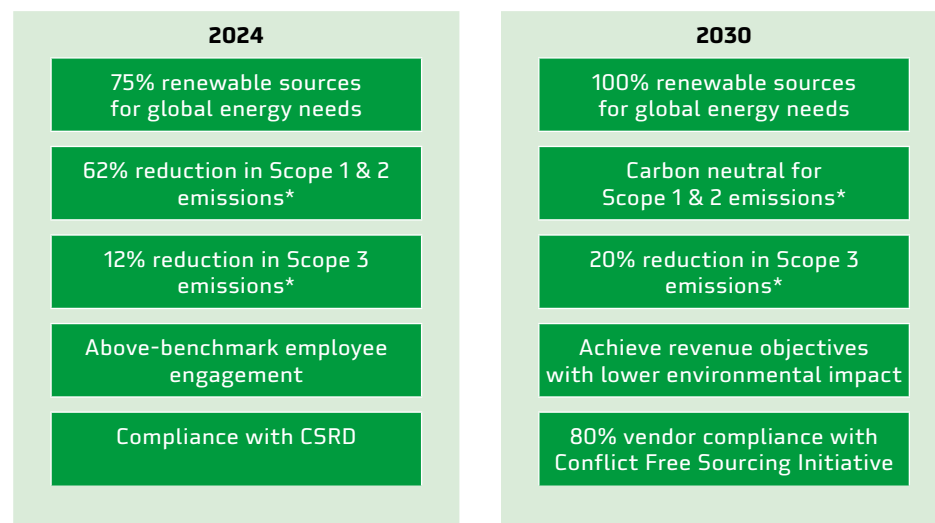 2024
75% renewable sources
for global energy needs
62% reduction in Scope 1 & 2
emissions*
12% reduction in Scope 3
emissions*
Above-benchmark employee
engagement
Compliance with CSRD
2030
100% renewable sources
for global energy needs
Carbon neutral for
Scope 1 & 2 emissions*
20% reduction in Scope 3
emissions*
Achieve revenue objectives
with lower environmental impact
80% vendor compliance with
Conflict Free Sourcing Initiative